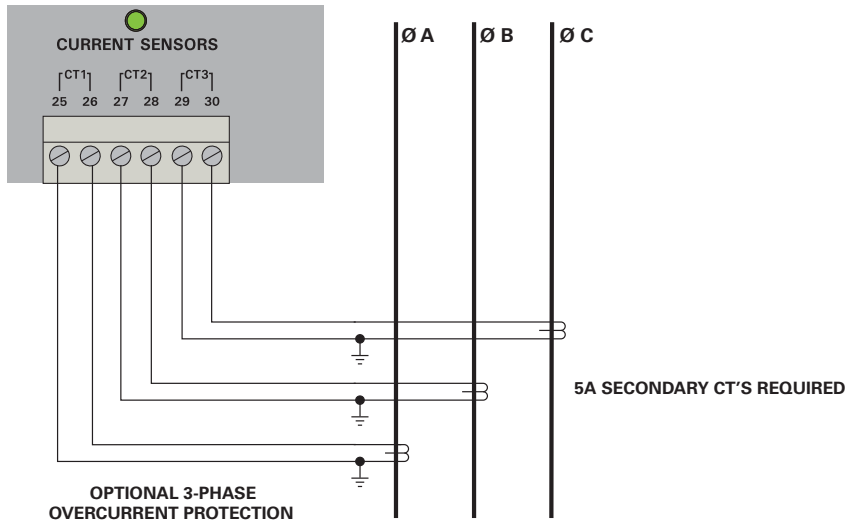 CURRENT SENSORS
CT1 CT2 CT3
25 26 27 28 29 30
Ø A Ø B Ø C
5A SECONDARY CT'S REQUIRED
OPTIONAL 3-PHASE
OVERCURRENT PROTECTION